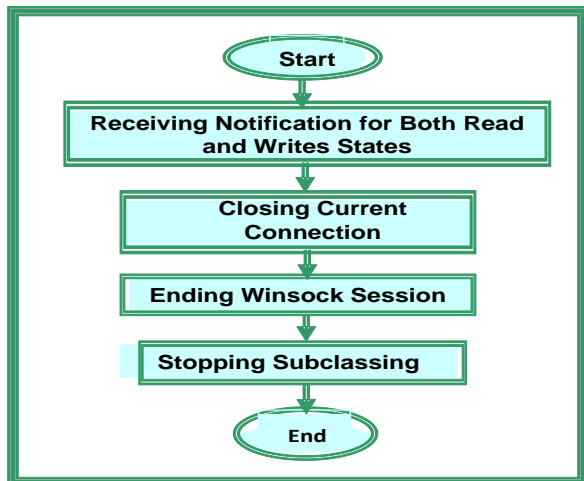 Start
Receiving Notification for Both Read
and Writes States
Closing Current
Connection
Ending Winsock Session
Stopping Subclassing
End